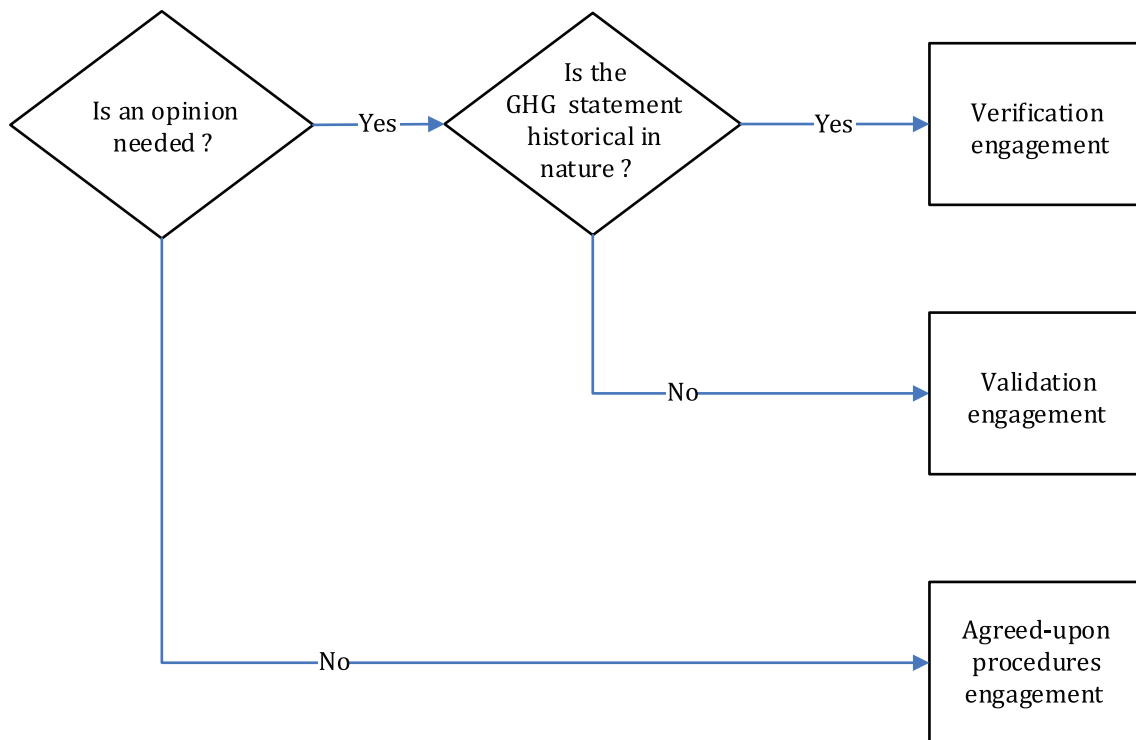 Is an opinion
needed ?
Yes
Is the
GHG statement
historical in
nature ?
Yes
Verification
engagement
No
Validation
engagement
No
Agreed-upon
procedures
engagement